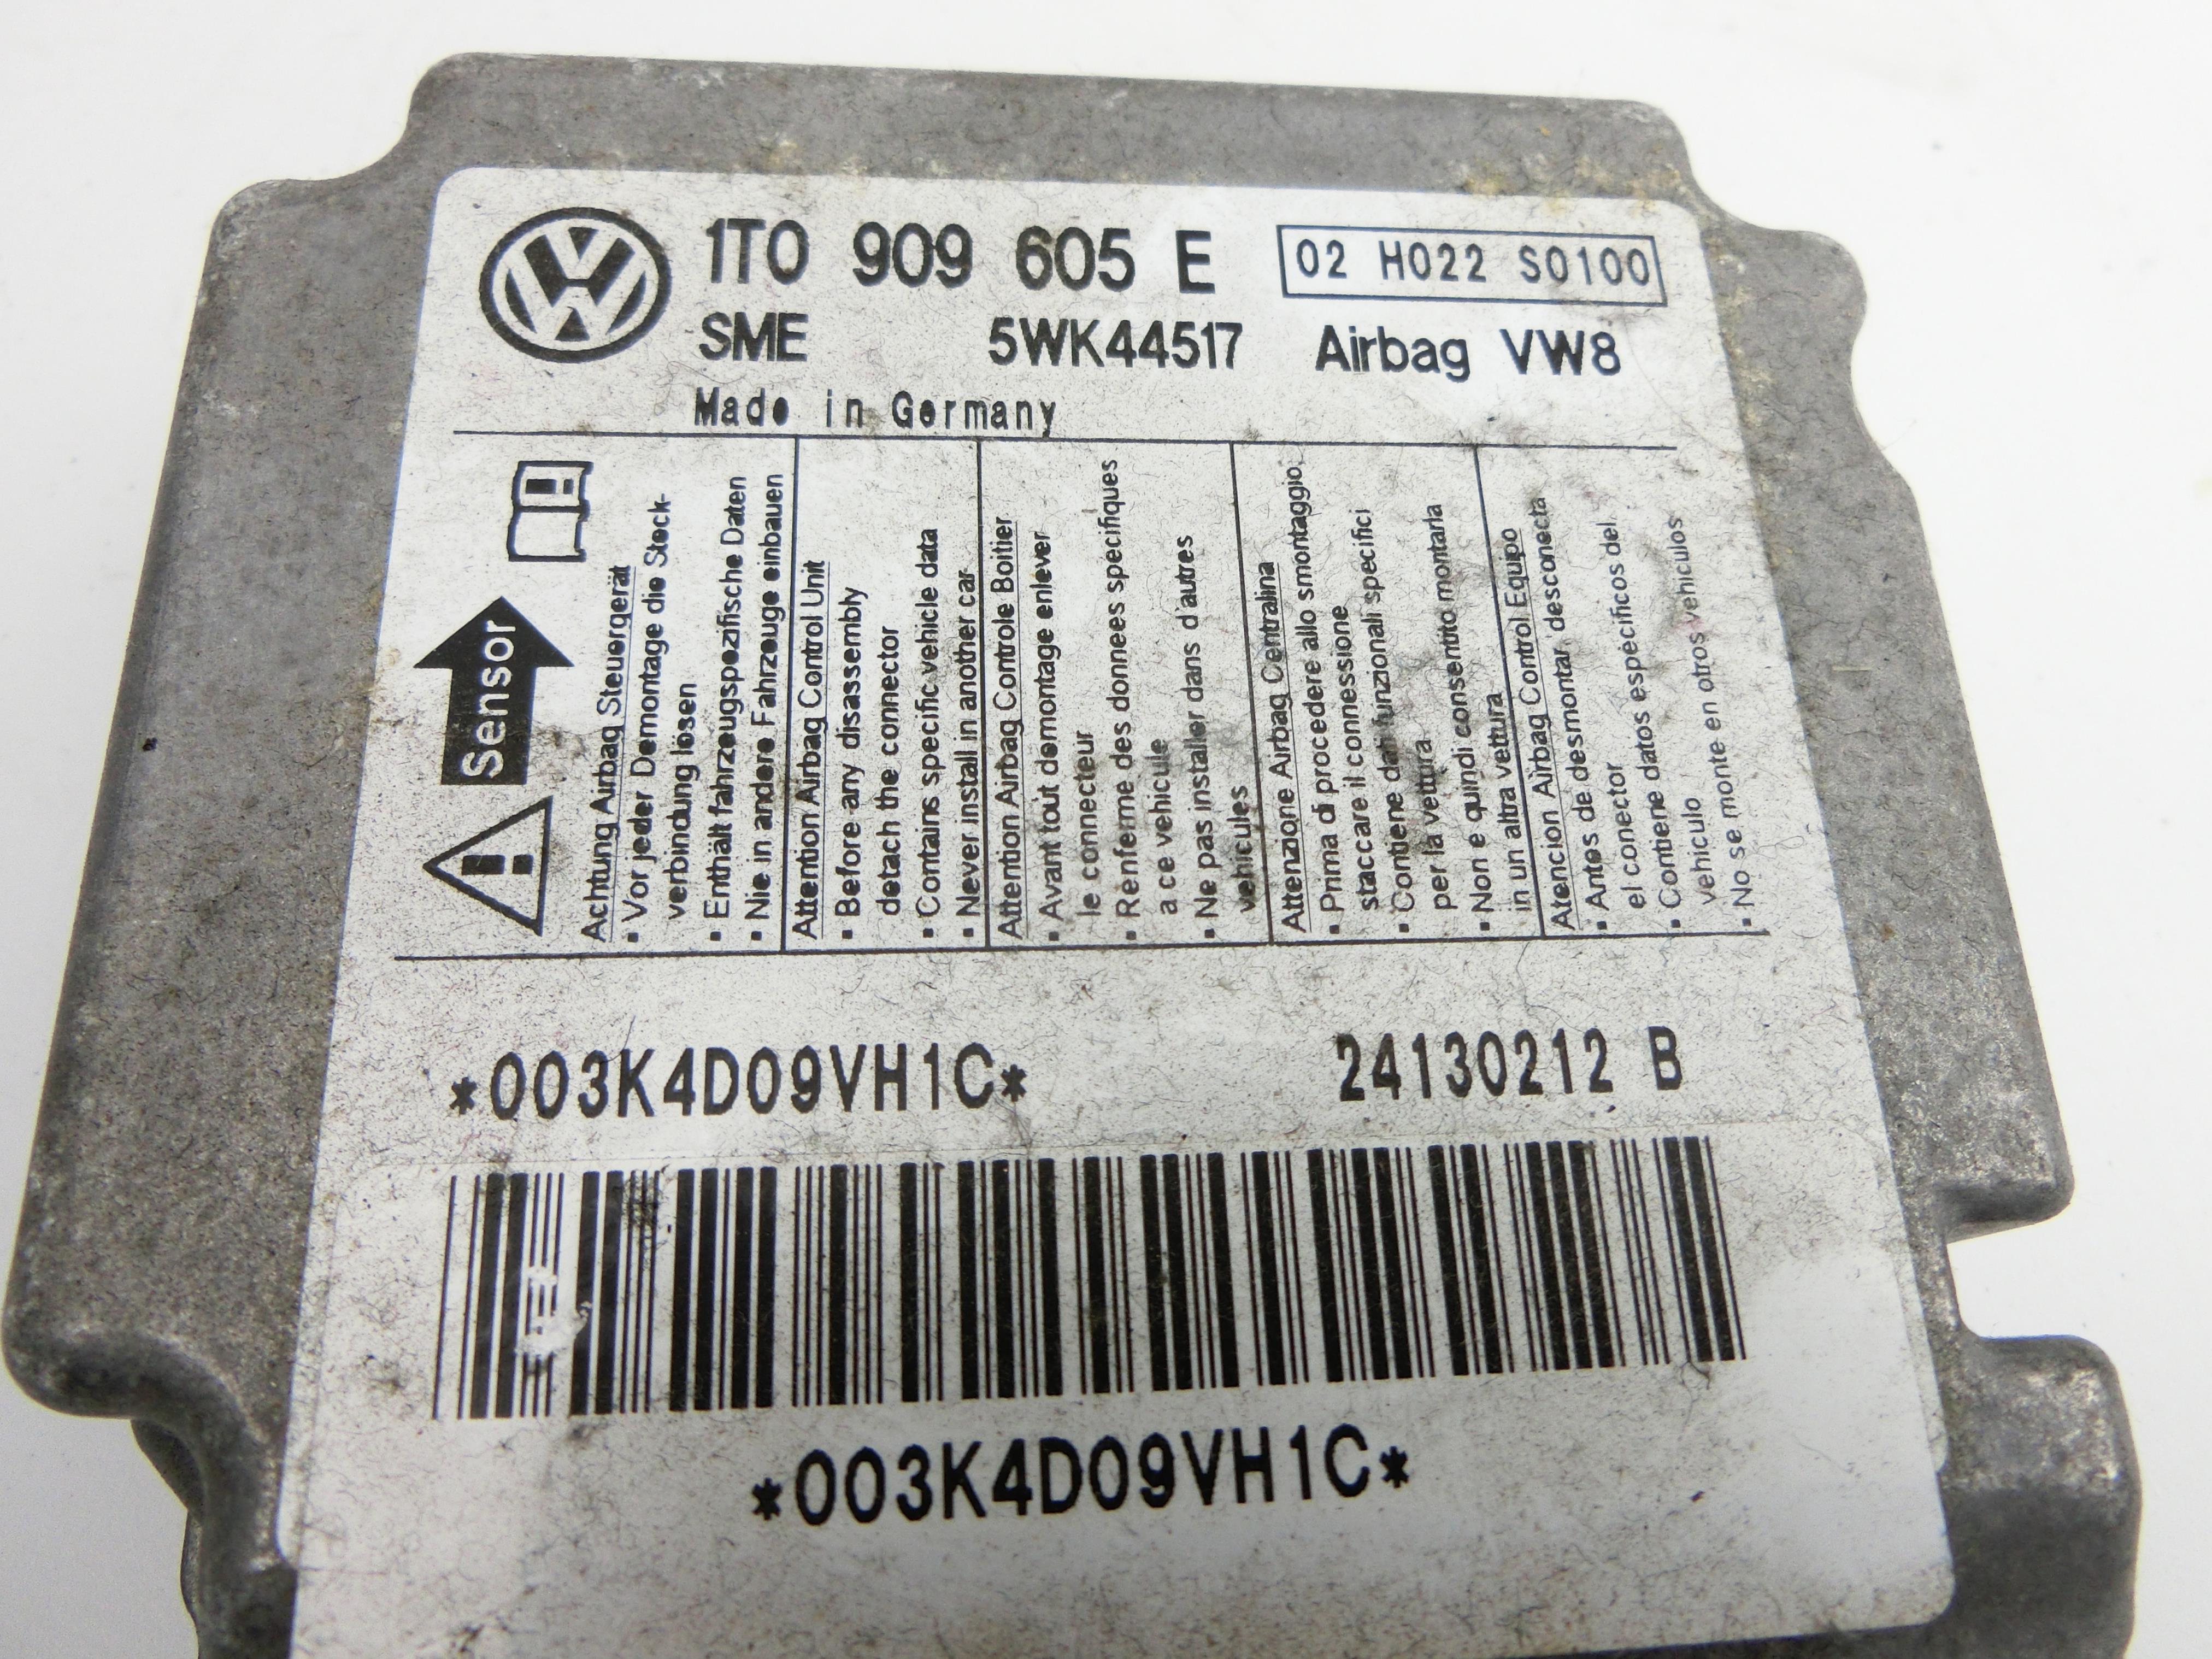 1T0 909 605 E
02 H022 S0100
SME 5WK44517 Airbag VW8
Made in Germany
Sensor
Achtung Airbag Steuergerät
▪ Vor jeder Demontage die Steck-
verbindung lösen
▪ Enthält fahrzeugspezifische Daten
▪ Nie in andere Fahrzeuge einbauen
Attention Airbag Control Unit
▪ Before any disassembly
detach the connector
▪ Contains specific vehicle data
▪ Never install in another car
Attention Airbag Controle Boitier
▪ Avant tout demontage enlever
le connecteur
▪ Renferme des donnees specifiques
a ce vehicule
▪ Ne pas installer dans d'autres
vehicules
Attenzione Airbag Centralina
▪ Prima di procedere allo smontaggio,
staccare il connessione
▪ Contiene dati funzionali specifici
per la vettura
▪ Non e quindi consentito montarla
in un altra vettura
Atencion Airbag Control Equipo
▪ Antes de desmontar, desconecta
el conector
▪ Contiene datos especificos del
vehiculo
▪ No se monte en otros vehiculos
*003K4D09VH1C* 24130212 B
*003K4D09VH1C*